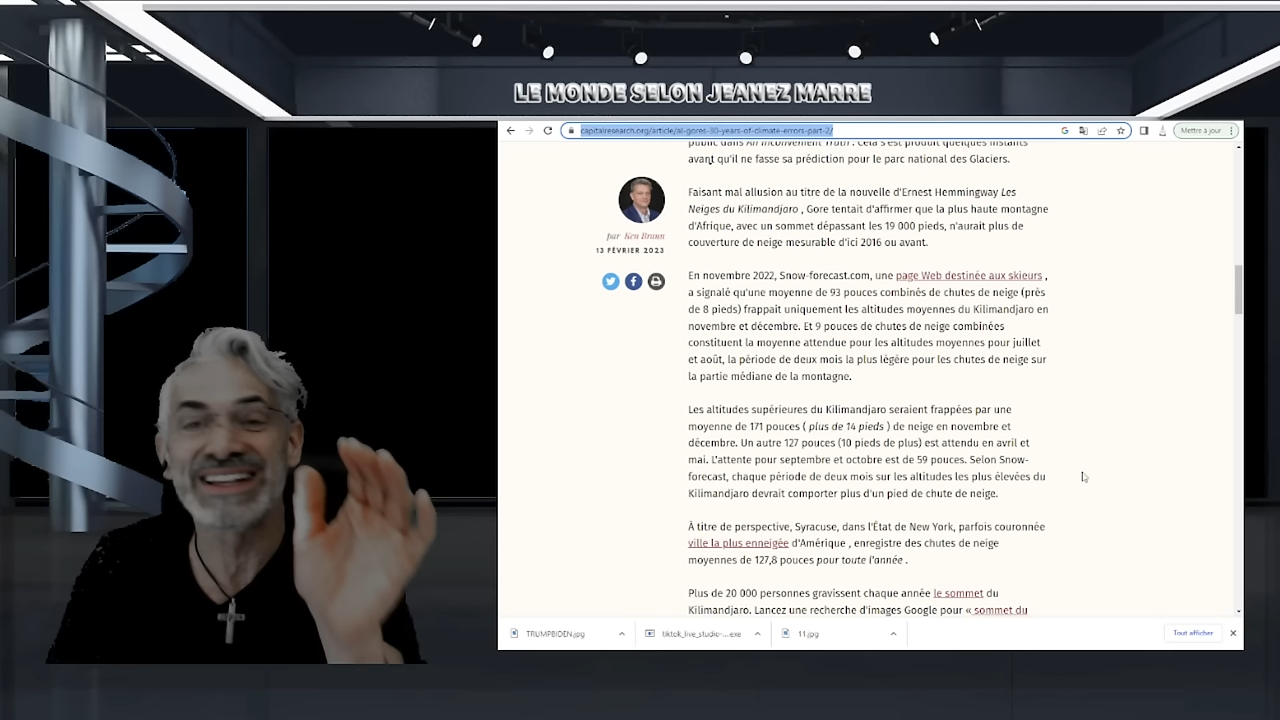 LE MONDE SELON JEANEZ MARRE
capitalresearch.org/article/al-gores-30-years-of-climate-errors-part-2/
Mettre à jour
public dans An Inconvenient Truth . Cela s'est produit quelques instants
avant qu'il ne fasse sa prédiction pour le parc national des Glaciers.
par Ken Braun
13 FÉVRIER 2023
Faisant mal allusion au titre de la nouvelle d'Ernest Hemmingway Les
Neiges du Kilimandjaro , Gore tentait d'affirmer que la plus haute montagne
d'Afrique, avec un sommet dépassant les 19 000 pieds, n'aurait plus de
couverture de neige mesurable d'ici 2016 ou avant.
En novembre 2022, Snow-forecast.com, une page Web destinée aux skieurs ,
a signalé qu'une moyenne de 93 pouces combinés de chutes de neige (près
de 8 pieds) frappait uniquement les altitudes moyennes du Kilimandjaro en
novembre et décembre. Et 9 pouces de chutes de neige combinées
constituent la moyenne attendue pour les altitudes moyennes pour juillet
et août, la période de deux mois la plus légère pour les chutes de neige sur
la partie médiane de la montagne.
Les altitudes supérieures du Kilimandjaro seraient frappées par une
moyenne de 171 pouces ( plus de 14 pieds ) de neige en novembre et
décembre. Un autre 127 pouces (10 pieds de plus) est attendu en avril et
mai. L'attente pour septembre et octobre est de 59 pouces. Selon Snow-
forecast, chaque période de deux mois sur les altitudes les plus élevées du
Kilimandjaro devrait comporter plus d'un pied de chute de neige.
À titre de perspective, Syracuse, dans l'État de New York, parfois couronnée
ville la plus enneigée d'Amérique , enregistre des chutes de neige
moyennes de 127,8 pouces pour toute l'année .
Plus de 20 000 personnes gravissent chaque année le sommet du
Kilimandjaro. Lancez une recherche d'images Google pour « sommet du
TRUMPBIDEN.jpg
tiktok_live_studio-....exe
11.jpg
Tout afficher